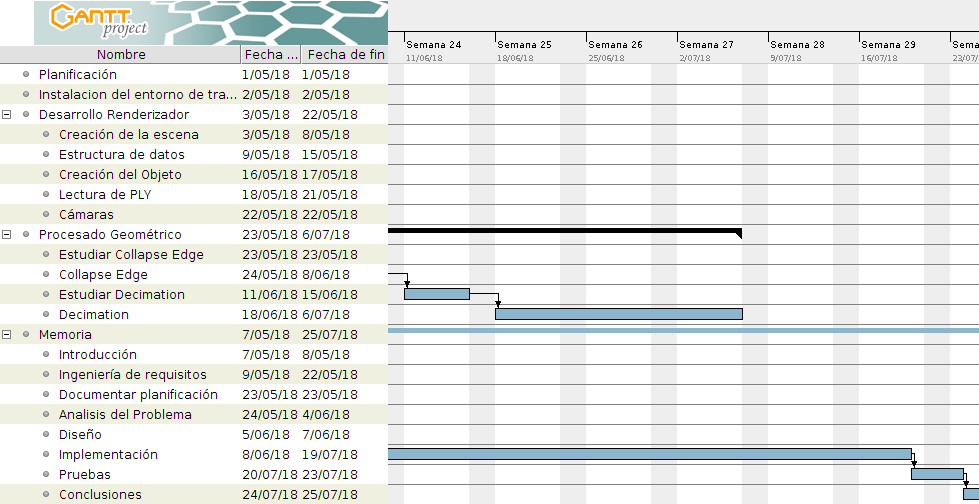 GANTT
project
Nombre Fecha ... Fecha de fin
Semana 24 Semana 25 Semana 26 Semana 27 Semana 28 Semana 29 Sema
11/06/18 18/06/18 25/06/18 2/07/18 9/07/18 16/07/18 23/07/
Planificación 1/05/18 1/05/18
Instalacion del entorno de tra... 2/05/18 2/05/18
Desarrollo Renderizador 3/05/18 22/05/18
Creación de la escena 3/05/18 8/05/18
Estructura de datos 9/05/18 15/05/18
Creación del Objeto 16/05/18 17/05/18
Lectura de PLY 18/05/18 21/05/18
Cámaras 22/05/18 22/05/18
Procesado Geométrico 23/05/18 6/07/18
Estudiar Collapse Edge 23/05/18 23/05/18
Collapse Edge 24/05/18 8/06/18
Estudiar Decimation 11/06/18 15/06/18
Decimation 18/06/18 6/07/18
Memoria 7/05/18 25/07/18
Introducción 7/05/18 8/05/18
Ingeniería de requisitos 9/05/18 22/05/18
Documentar planificación 23/05/18 23/05/18
Analisis del Problema 24/05/18 4/06/18
Diseño 5/06/18 7/06/18
Implementación 8/06/18 19/07/18
Pruebas 20/07/18 23/07/18
Conclusiones 24/07/18 25/07/18